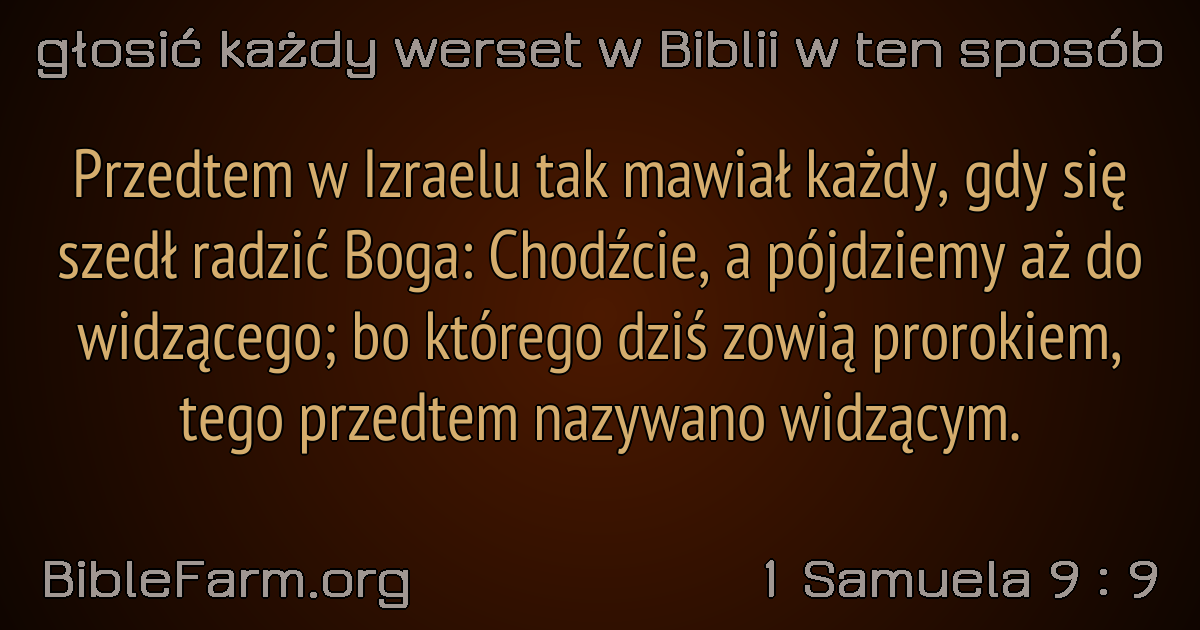 głosić każdy werset w Biblii w ten sposób
Przedtem w Izraelu tak mawiał każdy, gdy się
szedł radzić Boga: Chodźcie, a pójdziemy aż do
widzącego; bo którego dziś zowią prorokiem,
tego przedtem nazywano widzącym.
BibleFarm.org
1 Samuela 9 : 9